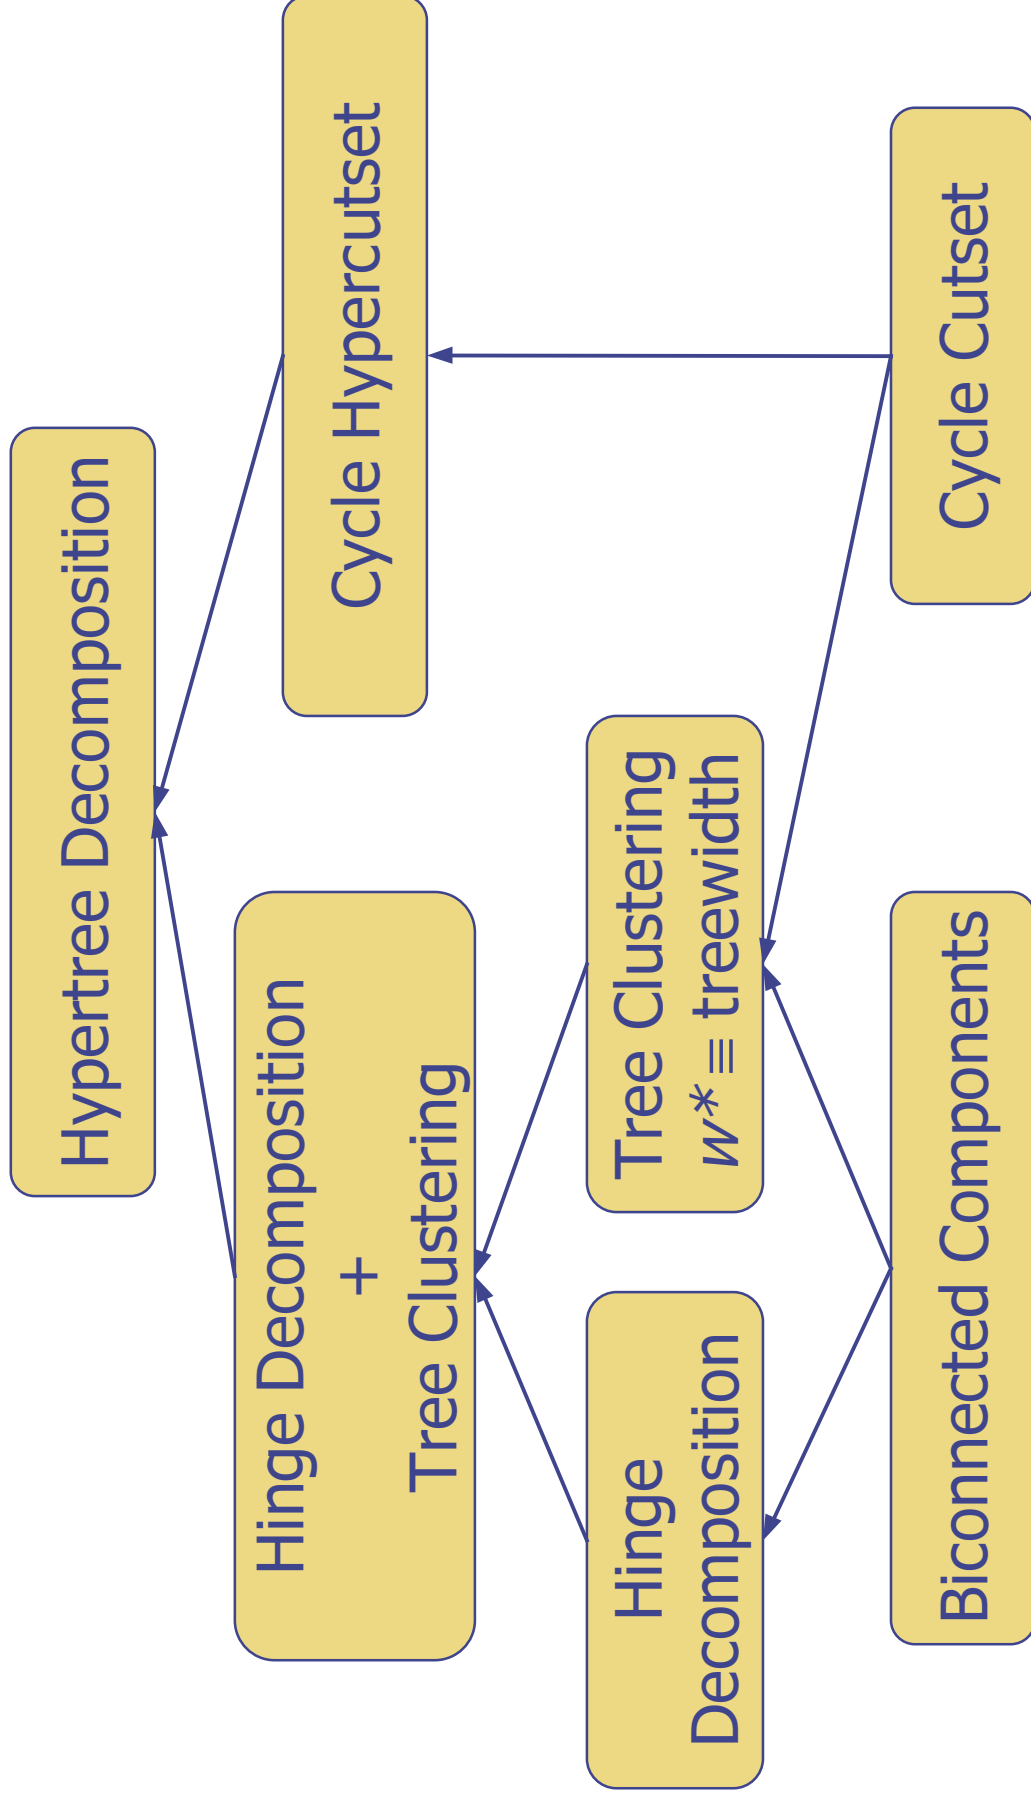 Hypertree Decomposition
Hinge Decomposition
+
Tree Clustering
Cycle Hypercutset
Hinge
Decomposition
Tree Clustering
w* ≡ treewidth
Biconnected Components
Cycle Cutset